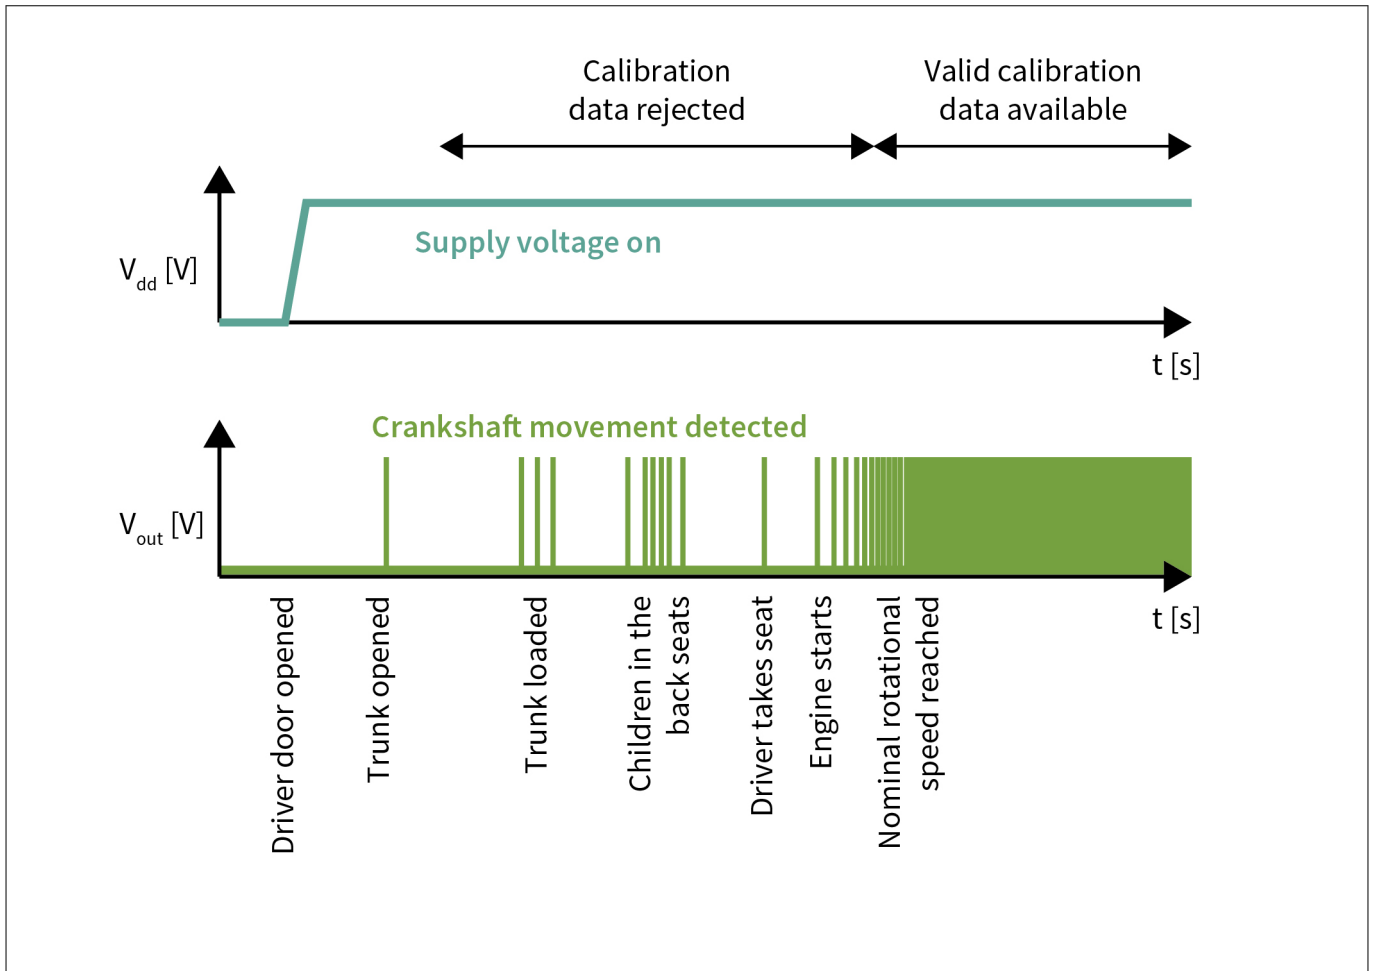 Calibration
data rejected
Valid calibration
data available
Supply voltage on
Vdd [V]
t [s]
Crankshaft movement detected
Vout [V]
t [s]
Driver door opened
Trunk opened
Trunk loaded
Children in the
back seats
Driver takes seat
Engine starts
Nominal rotational
speed reached